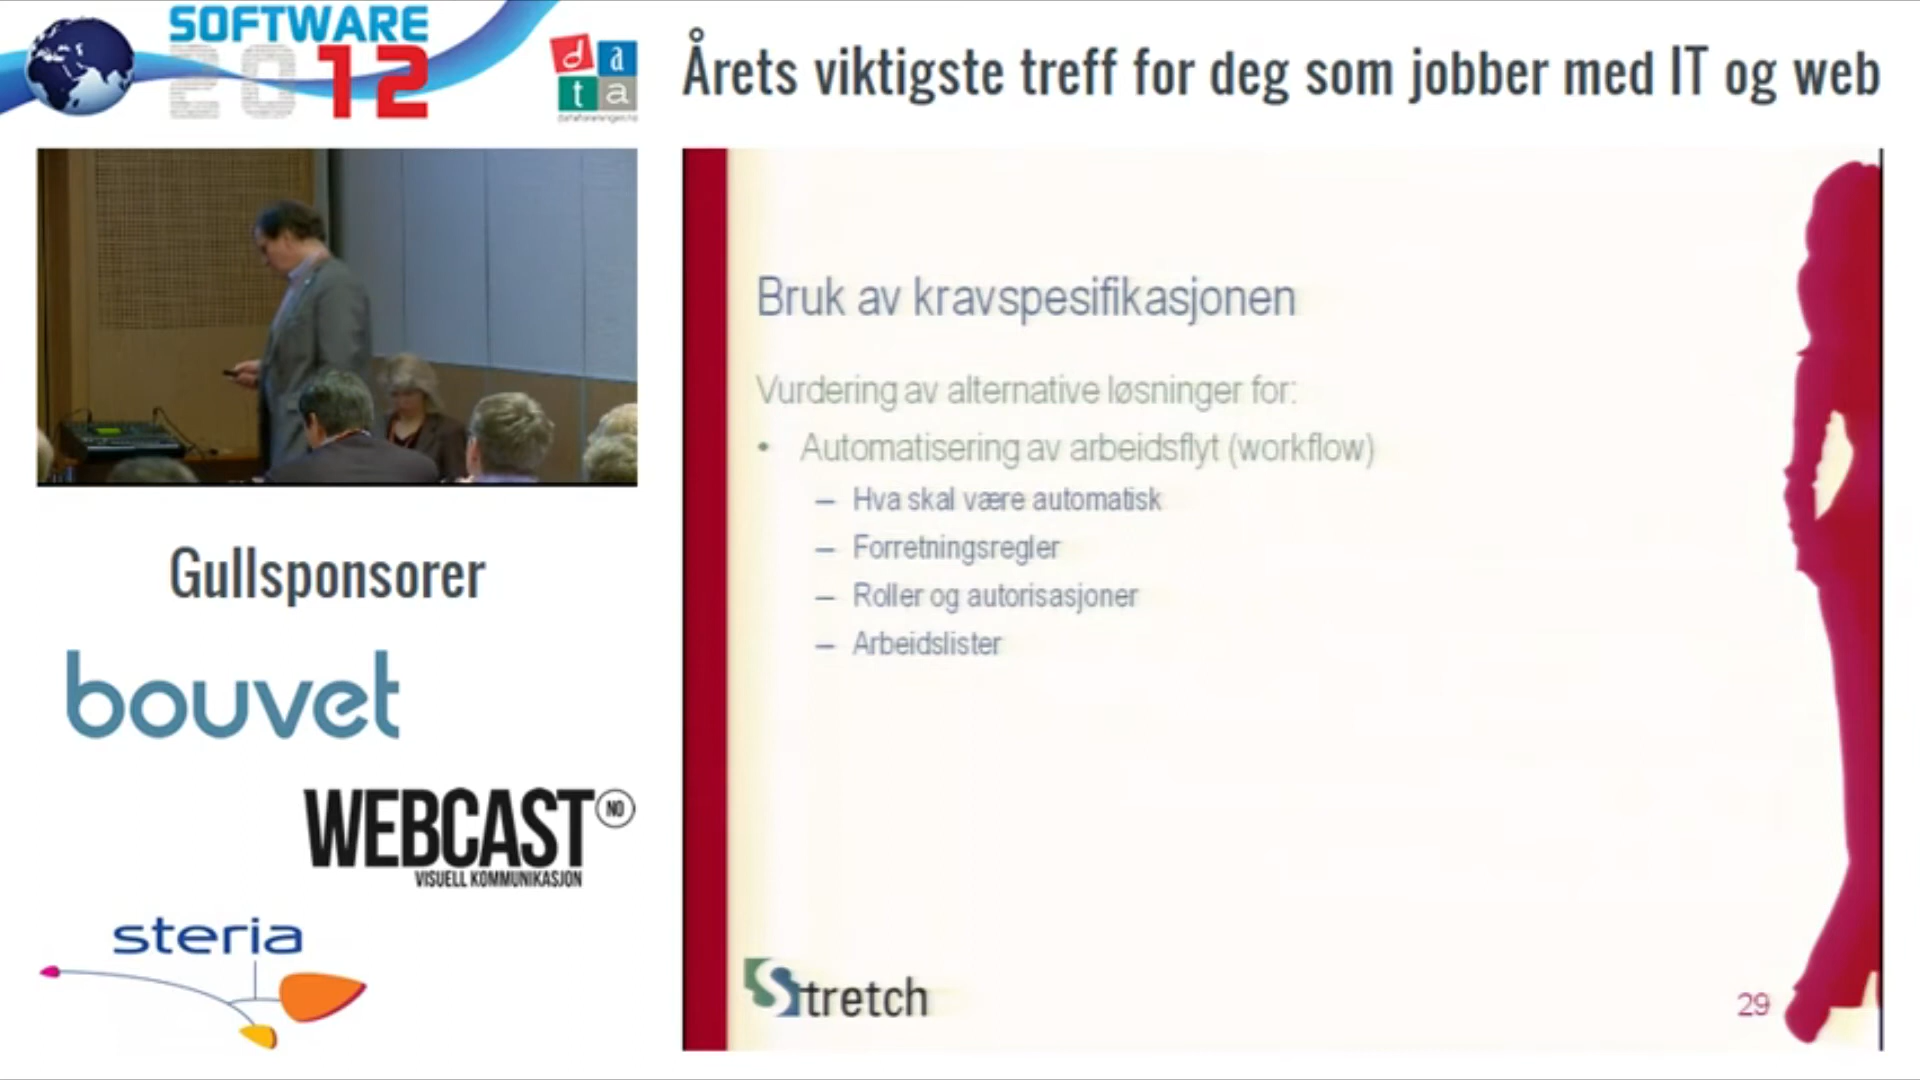 SOFTWARE
2012
data
Årets viktigste treff for deg som jobber med IT og web
Bruk av kravspesifikasjonen
Vurdering av alternative løsninger for:
• Automatisering av arbeidsflyt (workflow)
– Hva skal være automatisk
– Forretningsregler
– Roller og autorisasjoner
– Arbeidslister
Stretch
29
Gullsponsorer
bouvet
WEBCAST NO
VISUELL KOMMUNIKASJON
steria